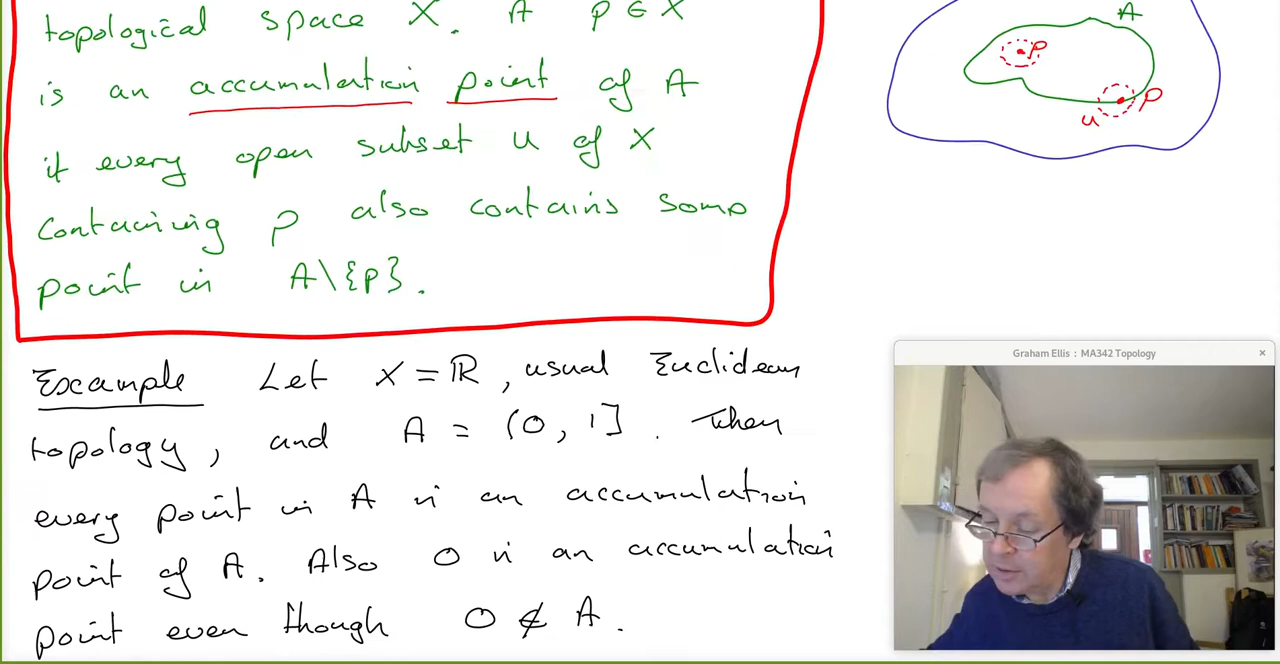 topological space X. A p ∈ X
is an accumulation point of A
if every open subset U of X
containing p also contains some
point in A\{p}.
Example Let X = ℝ, usual Euclidean
topology, and A = (0, 1]. Then
every point in A is an accumulation
point of A. Also 0 is an accumulation
point even though 0 ∉ A.
A
p
p
U
Graham Ellis : MA342 Topology